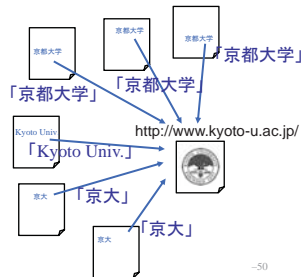 京都大学
京都大学
京都大学
「京都大学」
「京都大学」
「京都大学」
http://www.kyoto-u.ac.jp/
Kyoto Univ.
「Kyoto Univ.」
京大
「京大」
京大
「京大」
–50